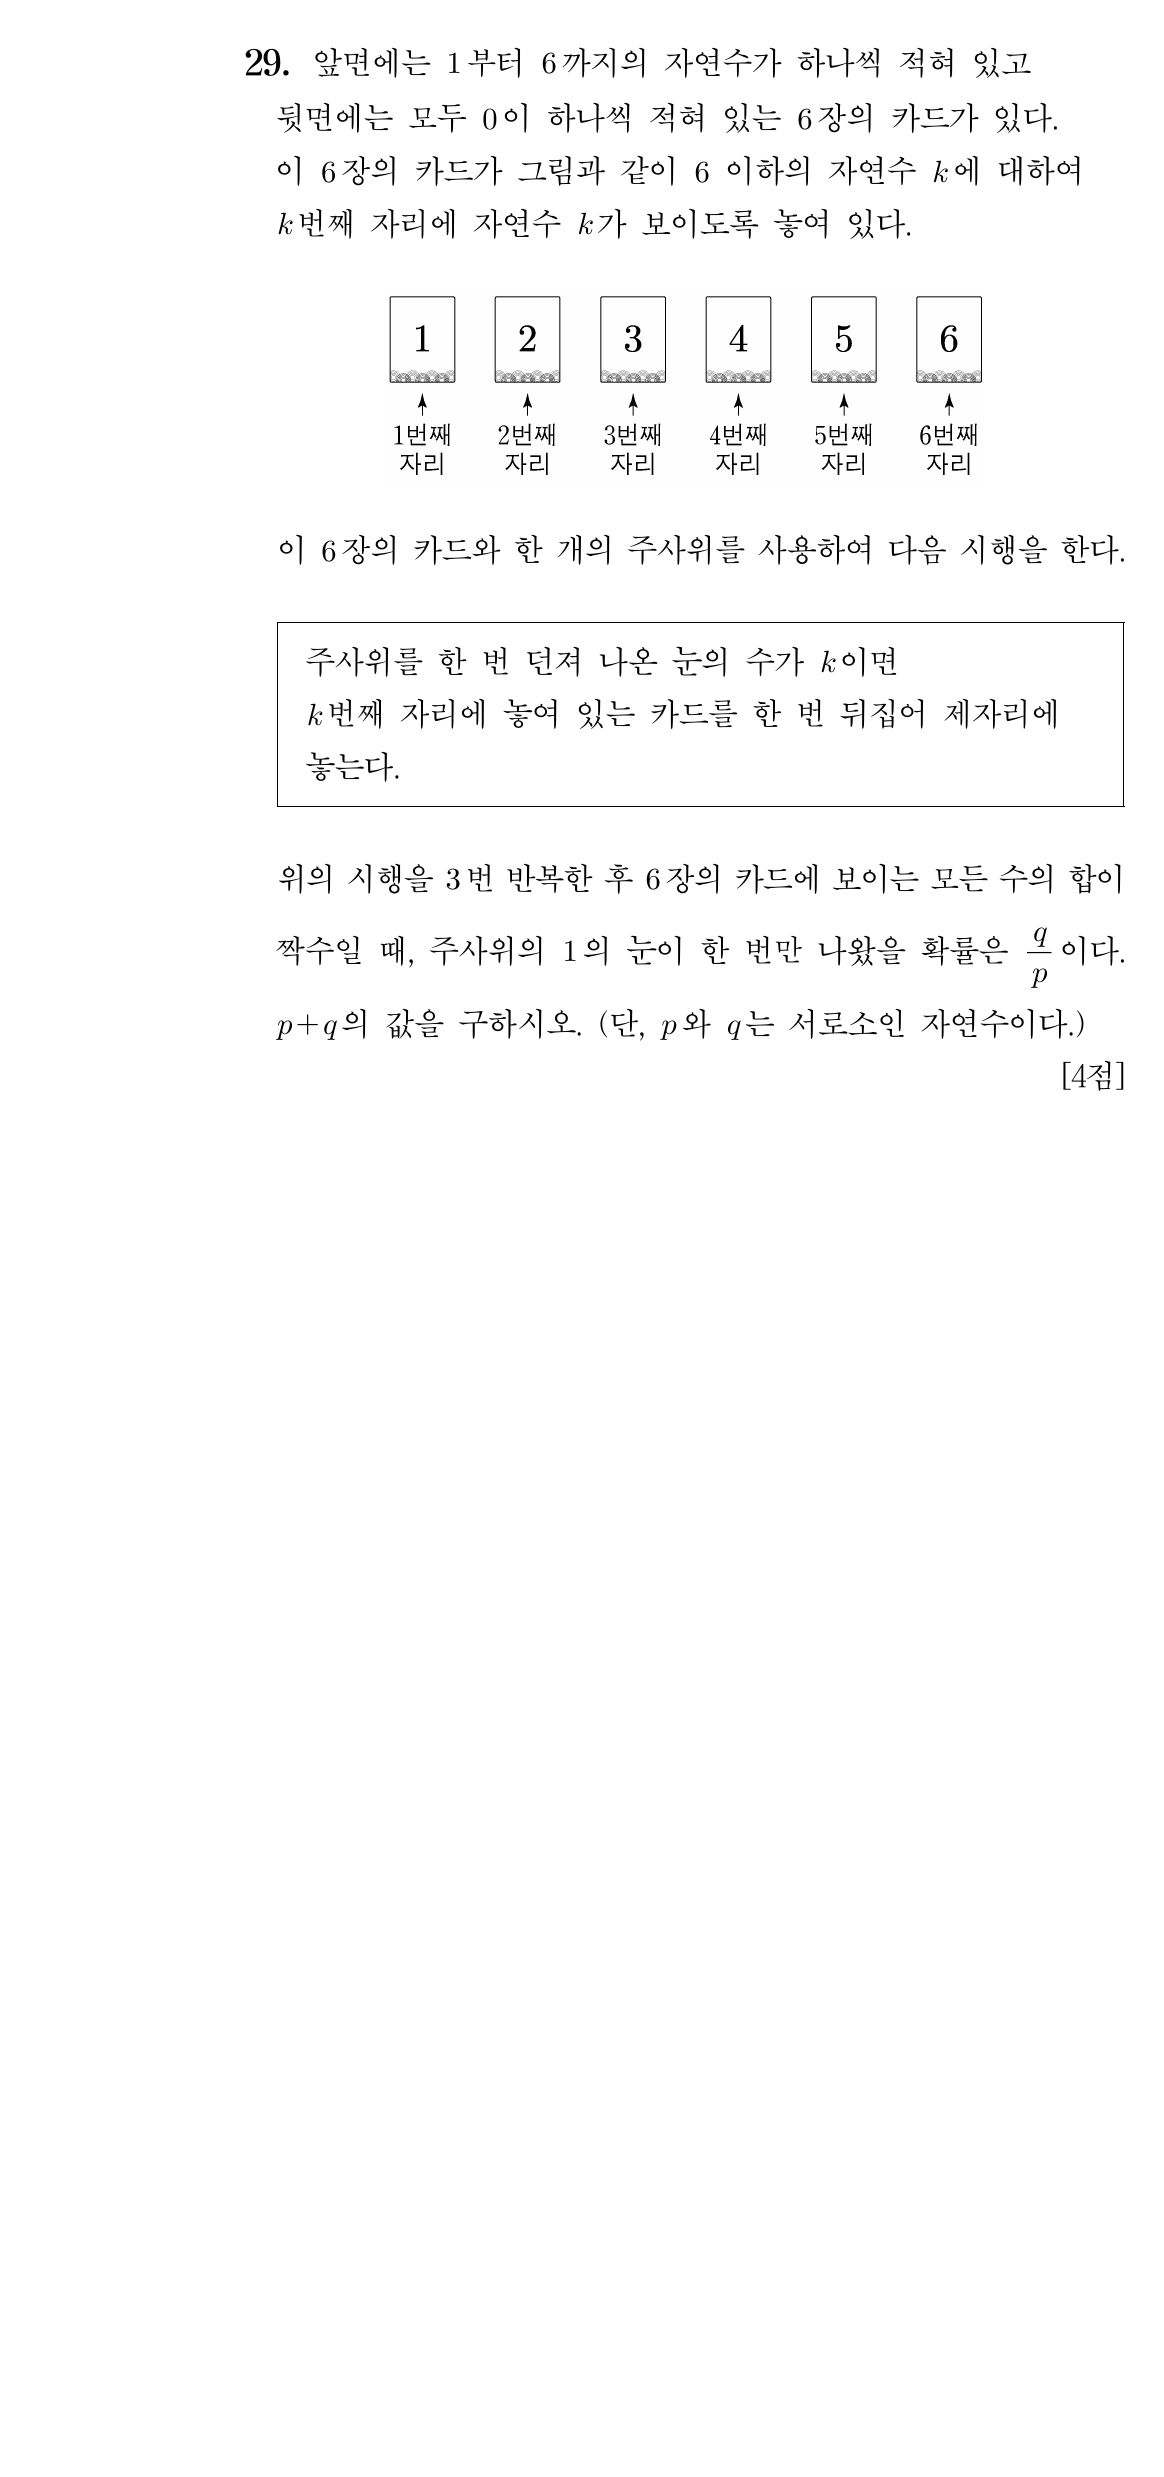 29. 앞면에는 1부터 6까지의 자연수가 하나씩 적혀 있고
뒷면에는 모두 0이 하나씩 적혀 있는 6장의 카드가 있다.
이 6장의 카드가 그림과 같이 6 이하의 자연수 k에 대하여
k번째 자리에 자연수 k가 보이도록 놓여 있다.
1 2 3 4 5 6
1번째 2번째 3번째 4번째 5번째 6번째
자리 자리 자리 자리 자리 자리
이 6장의 카드와 한 개의 주사위를 사용하여 다음 시행을 한다.
주사위를 한 번 던져 나온 눈의 수가 k이면
k번째 자리에 놓여 있는 카드를 한 번 뒤집어 제자리에
놓는다.
위의 시행을 3번 반복한 후 6장의 카드에 보이는 모든 수의 합이
짝수일 때, 주사위의 1의 눈이 한 번만 나왔을 확률은 q/p이다.
p+q의 값을 구하시오. (단, p와 q는 서로소인 자연수이다.)
[4점]